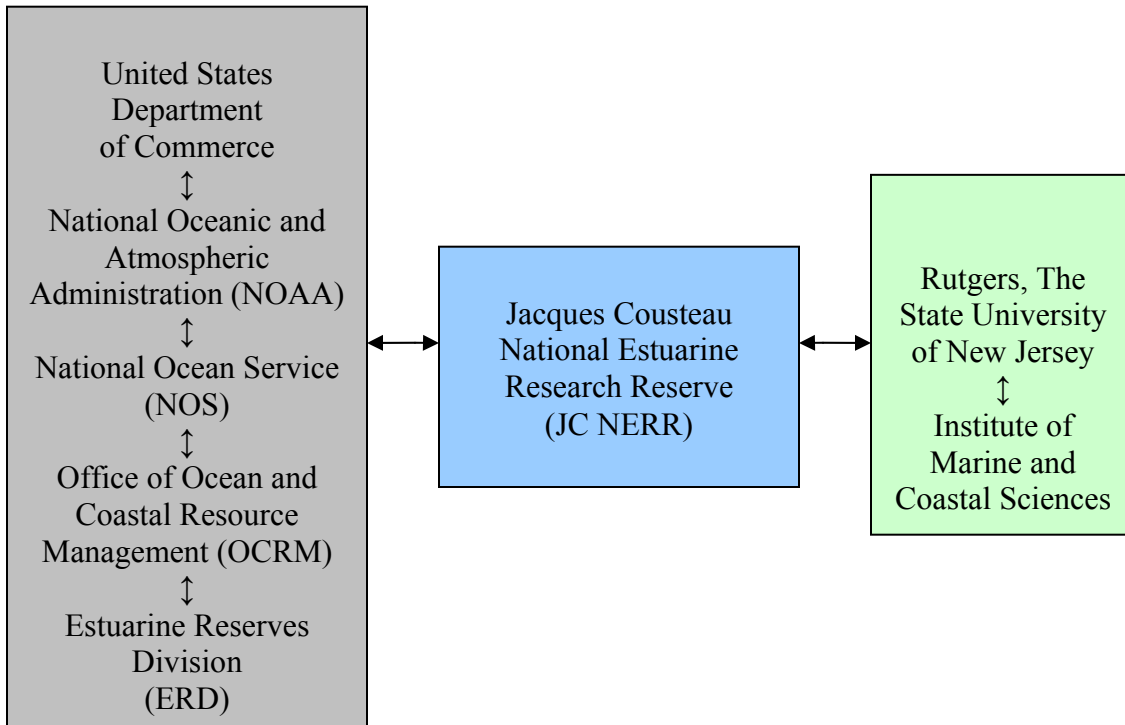 United States
Department
of Commerce
↕
National Oceanic and
Atmospheric
Administration (NOAA)
↕
National Ocean Service
(NOS)
↕
Office of Ocean and
Coastal Resource
Management (OCRM)
↕
Estuarine Reserves
Division
(ERD)
Jacques Cousteau
National Estuarine
Research Reserve
(JC NERR)
Rutgers, The
State University
of New Jersey
↕
Institute of
Marine and
Coastal Sciences